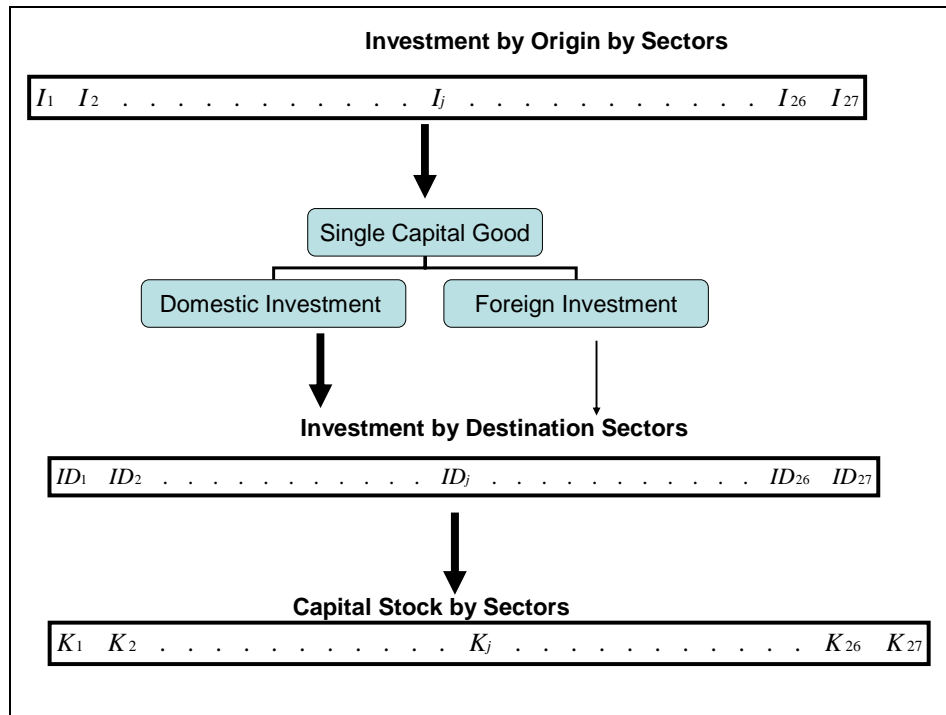 Investment by Origin by Sectors
I1 I2 . . . . . . . . . . . Ij . . . . . . . . . . . . I26 I27
Single Capital Good
Domestic Investment Foreign Investment
Investment by Destination Sectors
ID1 ID2 . . . . . . . . . . . IDj . . . . . . . . . . . ID26 ID27
Capital Stock by Sectors
K1 K2 . . . . . . . . . . . . Kj . . . . . . . . . . . . K26 K27